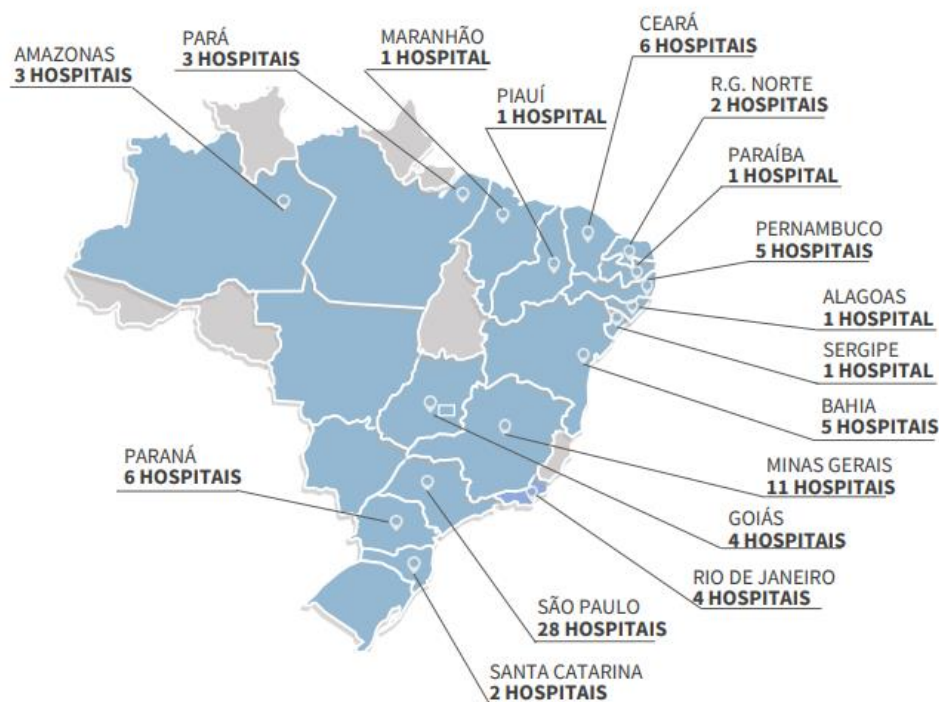 AMAZONAS
3 HOSPITAIS
PARÁ
3 HOSPITAIS
MARANHÃO
1 HOSPITAL
PIAUÍ
1 HOSPITAL
CEARÁ
6 HOSPITAIS
R.G. NORTE
2 HOSPITAIS
PARAÍBA
1 HOSPITAL
PERNAMBUCO
5 HOSPITAIS
ALAGOAS
1 HOSPITAL
SERGIPE
1 HOSPITAL
BAHIA
5 HOSPITAIS
MINAS GERAIS
11 HOSPITAIS
GOIÁS
4 HOSPITAIS
RIO DE JANEIRO
4 HOSPITAIS
PARANÁ
6 HOSPITAIS
SÃO PAULO
28 HOSPITAIS
SANTA CATARINA
2 HOSPITAIS